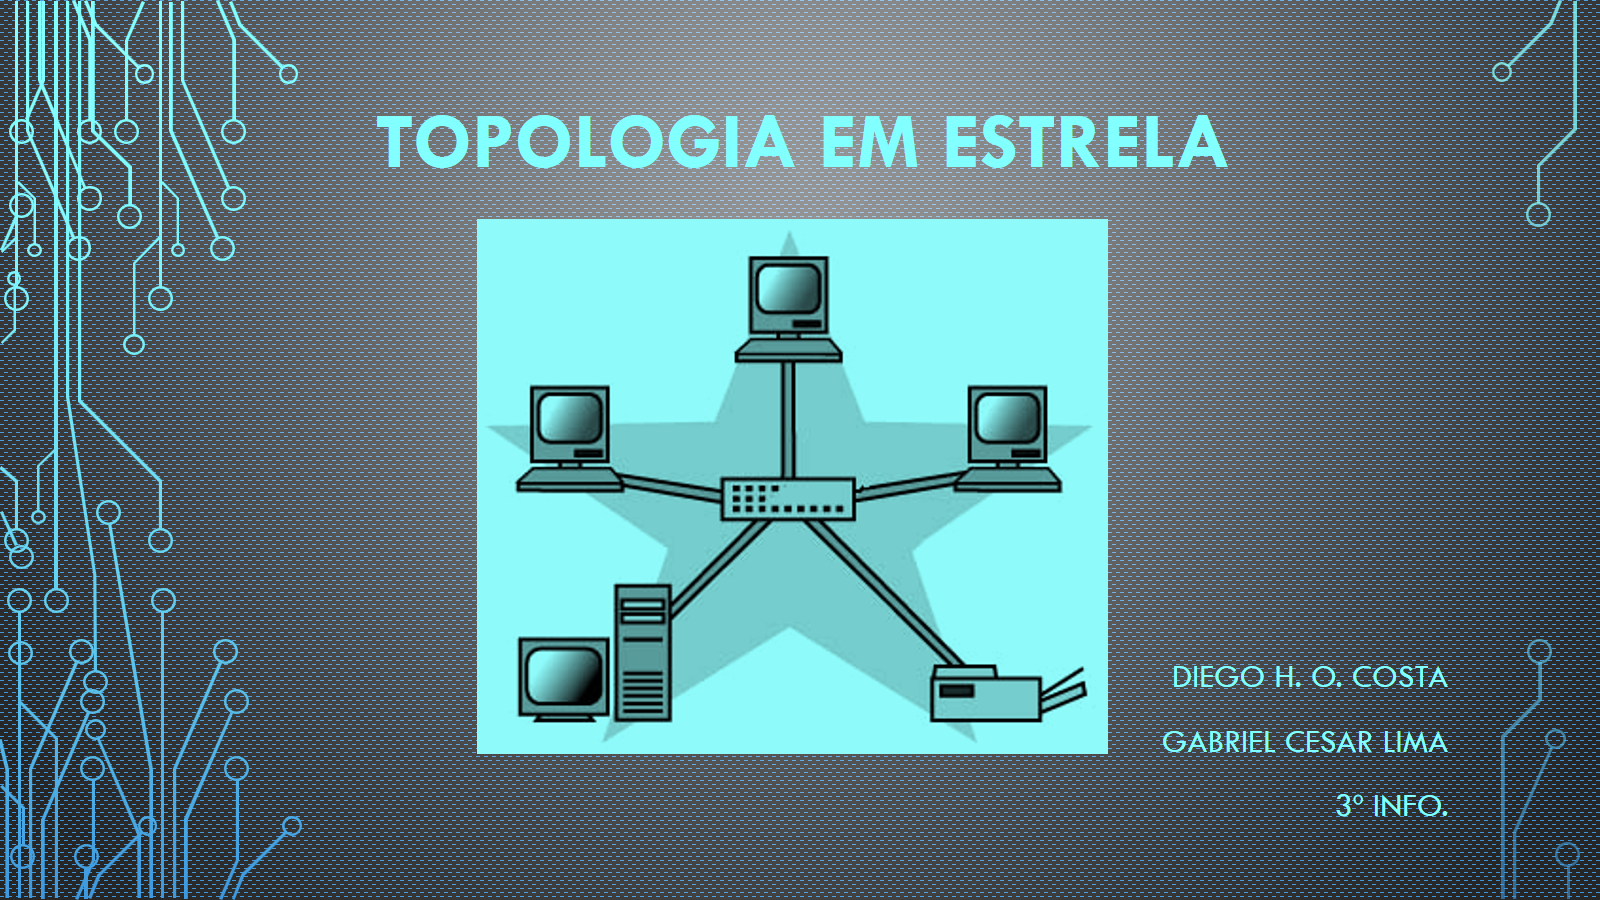 TOPOLOGIA EM ESTRELA
DIEGO H. O. COSTA
GABRIEL CESAR LIMA
3º INFO.